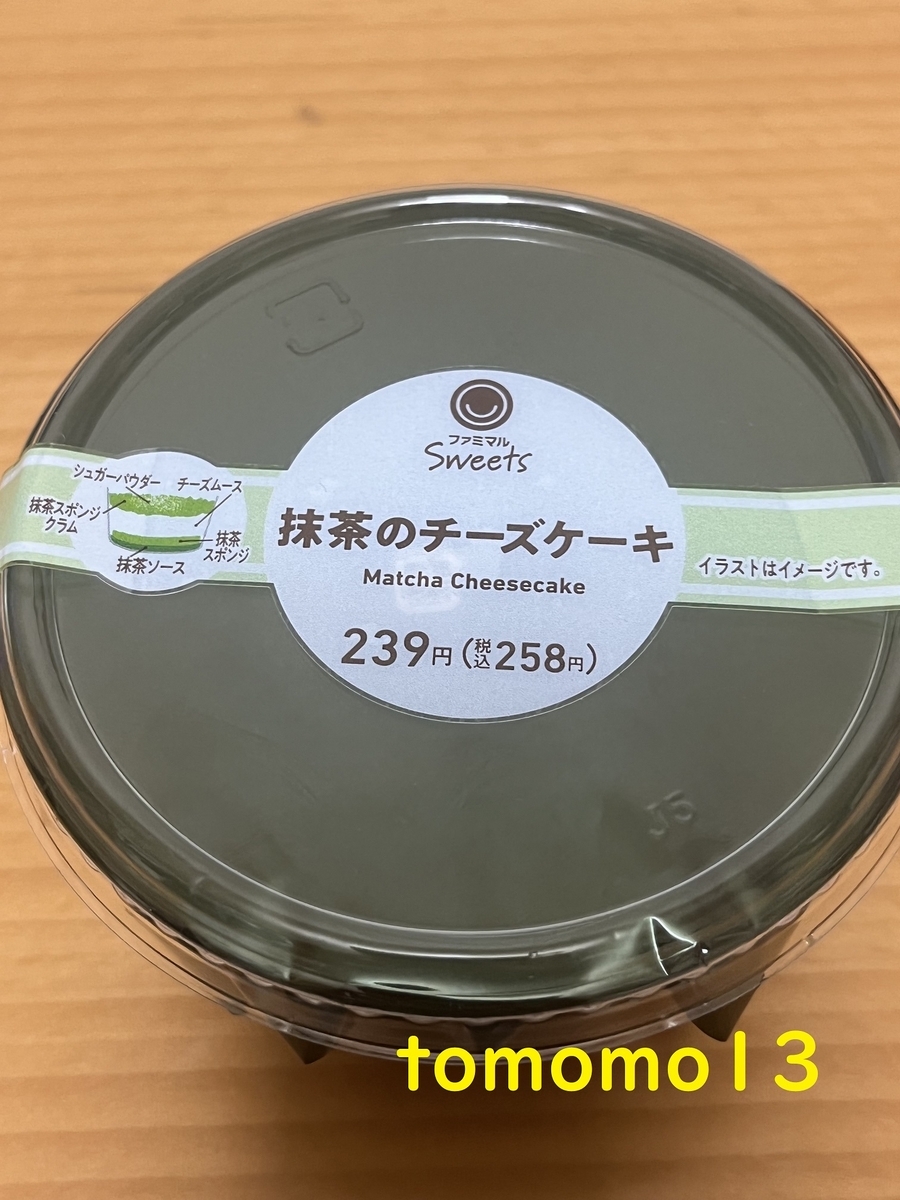 ファミマル
Sweets
シュガーパウダー
チーズムース
抹茶スポンジ
クラム
抹茶
スポンジ
抹茶ソース
抹茶のチーズケーキ
Matcha Cheesecake
イラストはイメージです。
239円(税込258円)
J5
tomomo13